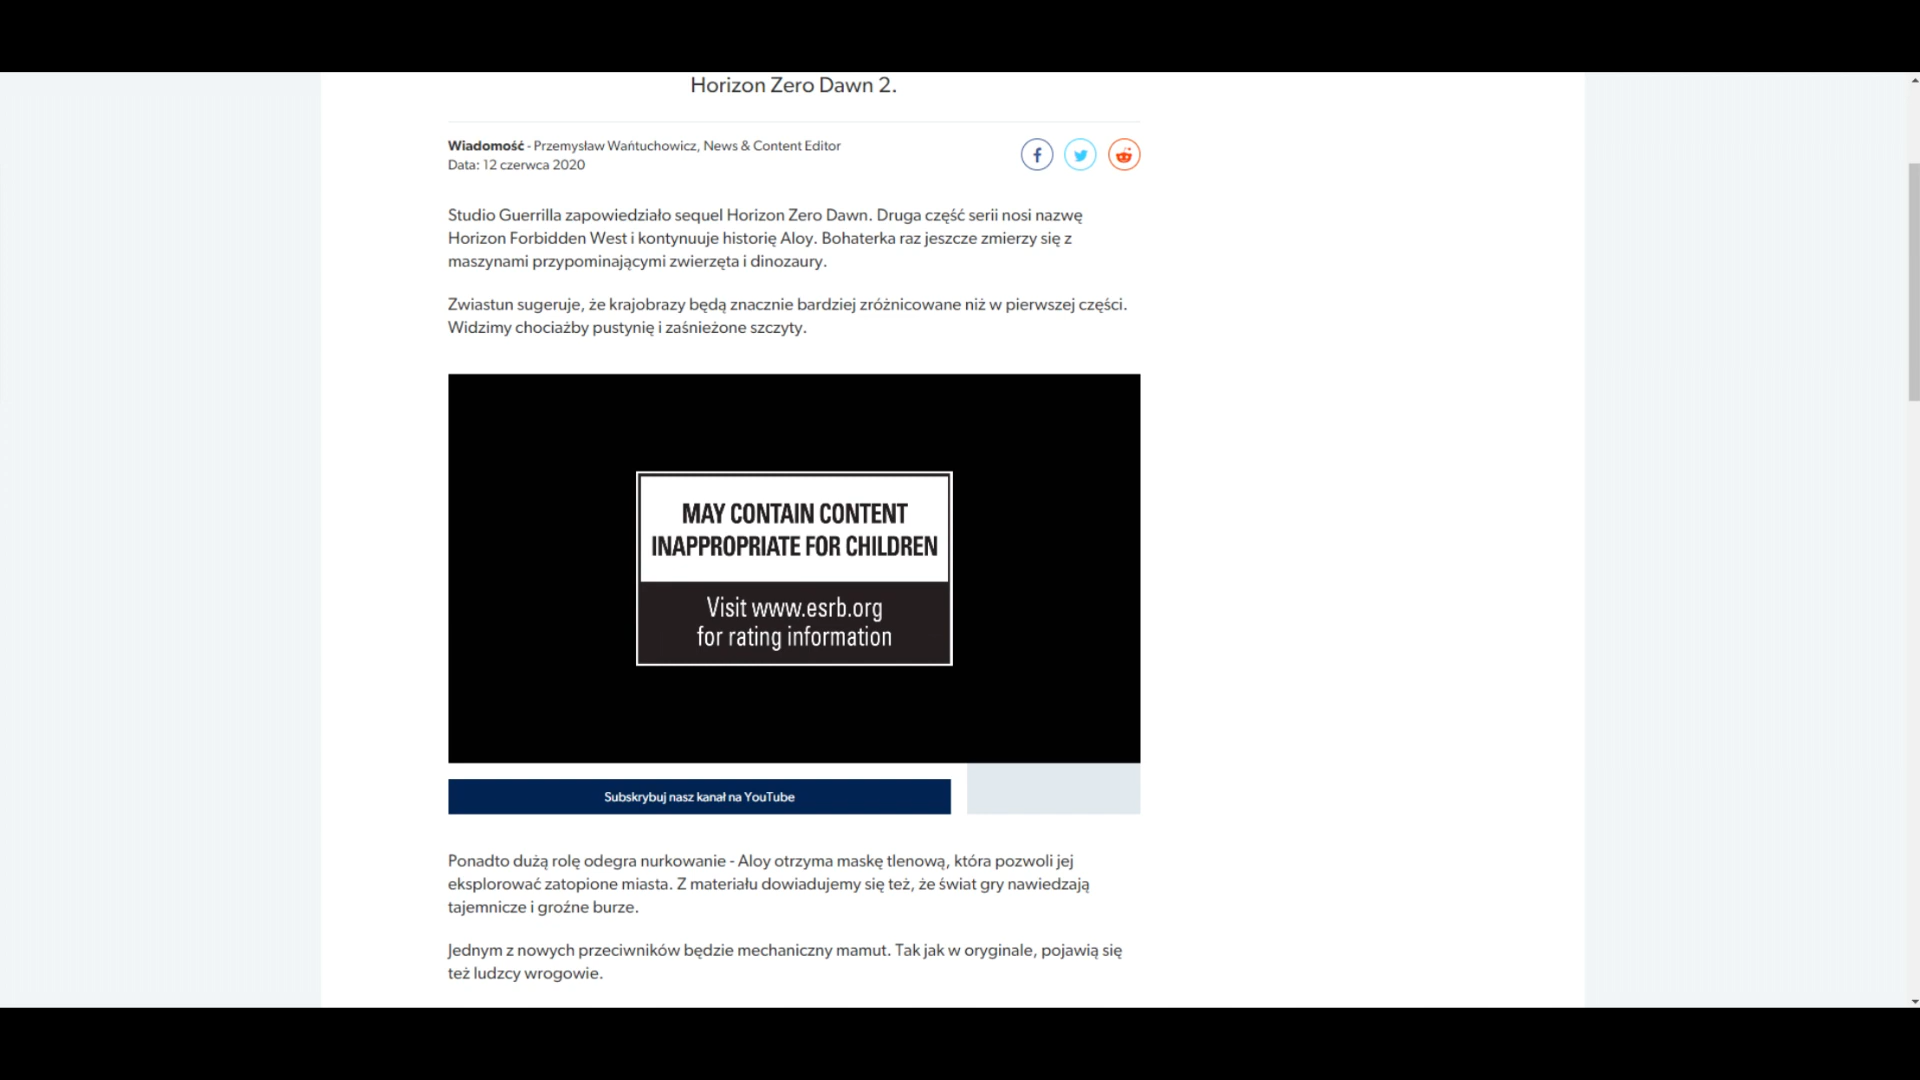 Horizon Zero Dawn 2.
Wiadomość - Przemysław Wańtuchowicz, News & Content Editor
Data: 12 czerwca 2020
Studio Guerrilla zapowiedziało sequel Horizon Zero Dawn. Druga część serii nosi nazwę
Horizon Forbidden West i kontynuuje historię Aloy. Bohaterka raz jeszcze zmierzy się z
maszynami przypominającymi zwierzęta i dinozaury.
Zwiastun sugeruje, że krajobrazy będą znacznie bardziej zróżnicowane niż w pierwszej części.
Widzimy chociażby pustynię i zaśnieżone szczyty.
MAY CONTAIN CONTENT
INAPPROPRIATE FOR CHILDREN
Visit www.esrb.org
for rating information
Subskrybuj nasz kanał na YouTube
Ponadto dużą rolę odegra nurkowanie - Aloy otrzyma maskę tlenową, która pozwoli jej
eksplorować zatopione miasta. Z materiału dowiadujemy się też, że świat gry nawiedzają
tajemnicze i groźne burze.
Jednym z nowych przeciwników będzie mechaniczny mamut. Tak jak w oryginale, pojawią się
też ludzcy wrogowie.